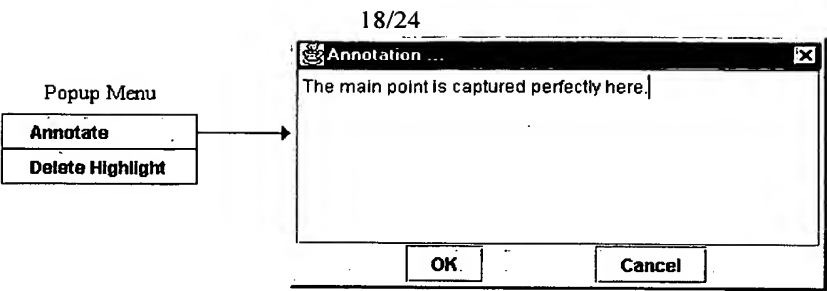 18/24
Annotation ...
The main point is captured perfectly here.
Popup Menu
Annotate
Delete Highlight
OK
Cancel